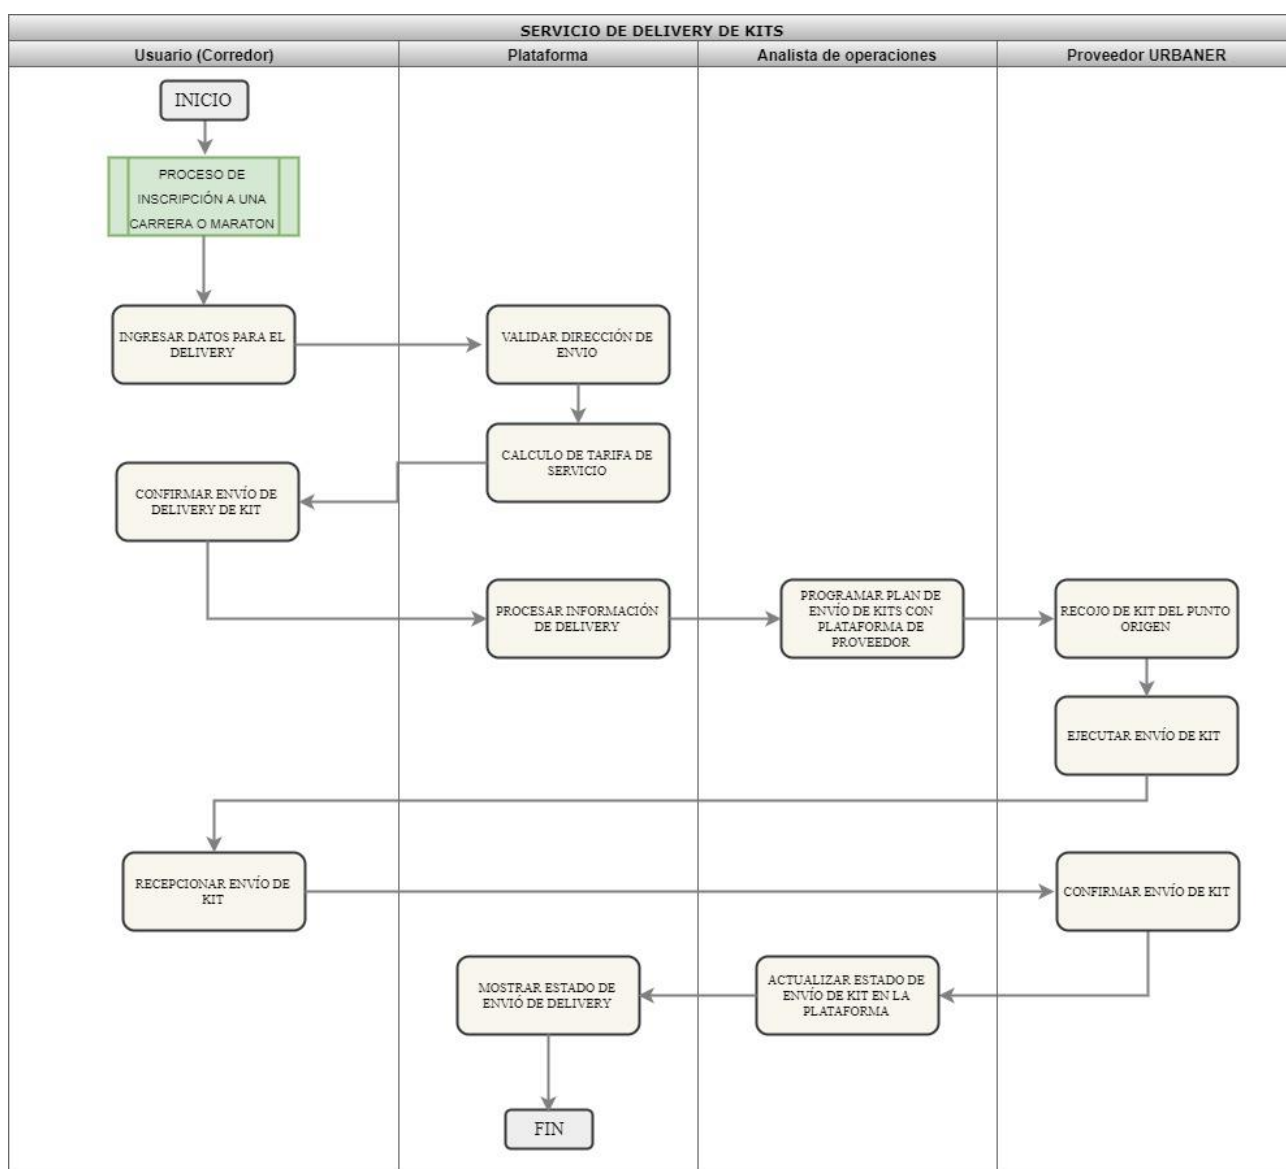 SERVICIO DE DELIVERY DE KITS
Usuario (Corredor)
Plataforma
Analista de operaciones
Proveedor URBANER
INICIO
PROCESO DE
INSCRIPCIÓN A UNA
CARRERA O MARATON
INGRESAR DATOS PARA EL
DELIVERY
VALIDAR DIRECCIÓN DE
ENVIO
CALCULO DE TARIFA DE
SERVICIO
CONFIRMAR ENVÍO DE
DELIVERY DE KIT
PROCESAR INFORMACIÓN
DE DELIVERY
PROGRAMAR PLAN DE
ENVÍO DE KITS CON
PLATAFORMA DE
PROVEEDOR
RECOJO DE KIT DEL PUNTO
ORIGEN
EJECUTAR ENVÍO DE KIT
RECEPCIONAR ENVÍO DE
KIT
CONFIRMAR ENVÍO DE KIT
ACTUALIZAR ESTADO DE
ENVÍO DE KIT EN LA
PLATAFORMA
MOSTRAR ESTADO DE
ENVIÓ DE DELIVERY
FIN